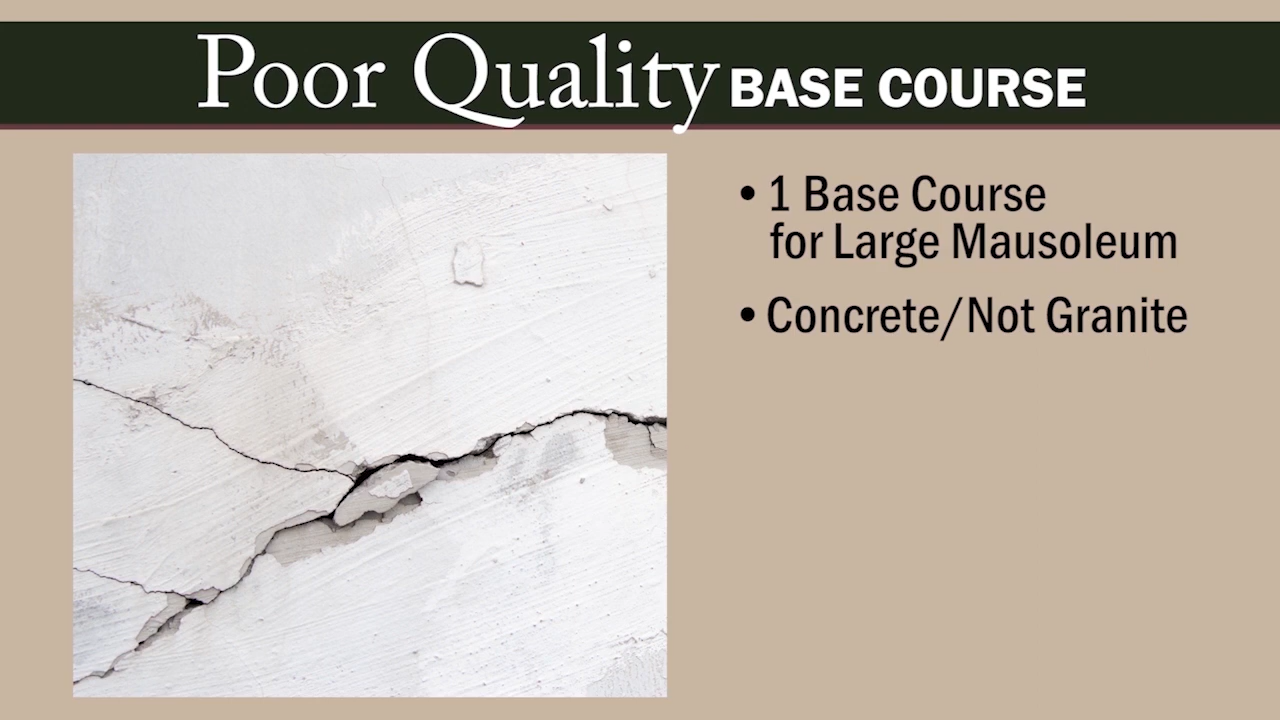 Poor Quality BASE COURSE
• 1 Base Course
for Large Mausoleum
• Concrete/Not Granite